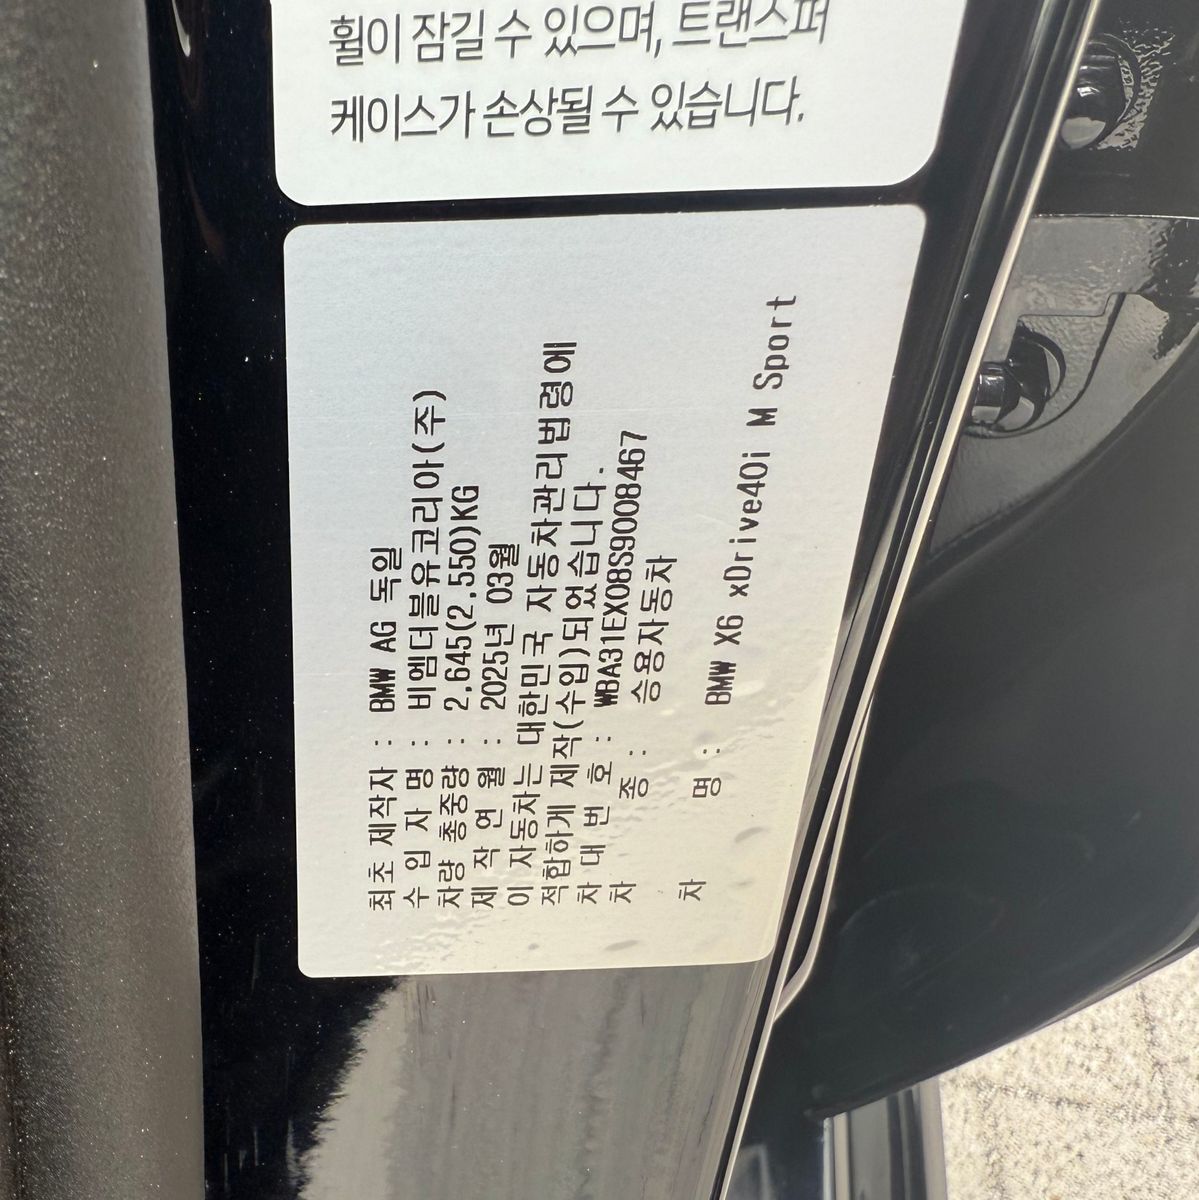 휠이 잠길 수 있으며, 트랜스퍼
케이스가 손상될 수 있습니다.
최초 제작자 : BMW AG 독일
수 입 자 명 : 비엠더블유코리아(주)
차량 총중량 : 2,645(2,550)KG
제 작 연 월 : 2025년 03월
이 자동차는 대한민국 자동차관리법령에
적합하게 제작(수입)되었습니다.
차 대 번 호 : WBA31EX08S9008467
차 종 : 승용자동차
차 명 : BMW X6 xDrive40i M Sport